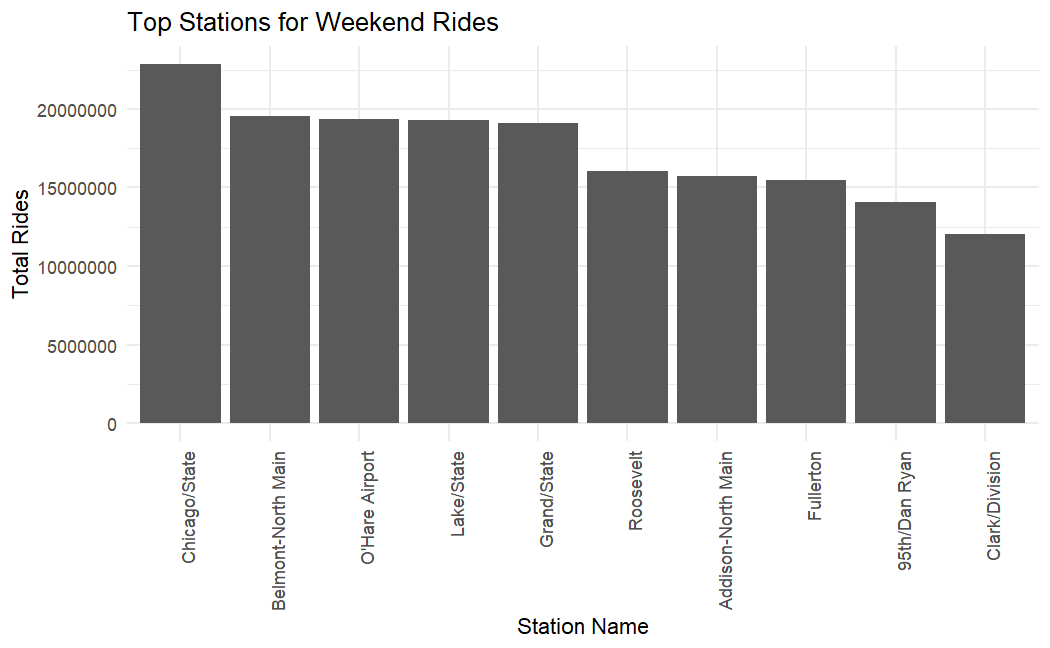 Top Stations for Weekend Rides
Total Rides
20000000
15000000
10000000
5000000
0
Chicago/State
Belmont-North Main
O'Hare Airport
Lake/State
Grand/State
Roosevelt
Addison-North Main
Fullerton
95th/Dan Ryan
Clark/Division
Station Name